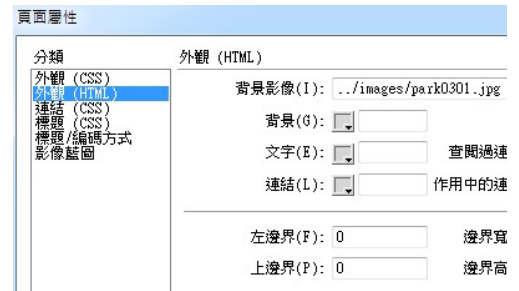 頁面屬性
分類
外觀 (CSS)
外觀 (HTML)
連結 (CSS)
標題 (CSS)
標題/編碼方式
影像藍圖
外觀 (HTML)
背景影像(I): ../images/park0301.jpg
背景(G):
文字(E): 查閱過連
連結(L): 作用中的連
左邊界(F): 0 邊界寬
上邊界(P): 0 邊界高